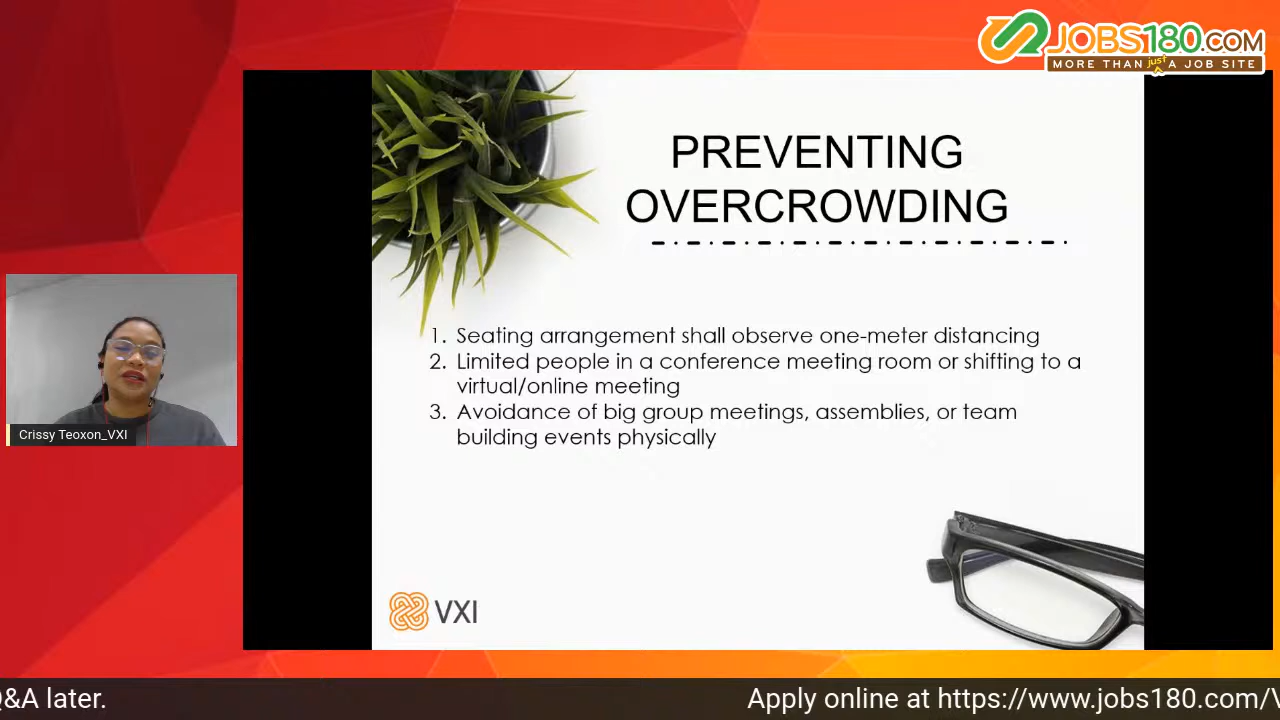 JOBS180.COM
MORE THAN just A JOB SITE
PREVENTING
OVERCROWDING
1. Seating arrangement shall observe one-meter distancing
2. Limited people in a conference meeting room or shifting to a
virtual/online meeting
3. Avoidance of big group meetings, assemblies, or team
building events physically
Crissy Teoxon_VXI
VXI
Q&A later.
Apply online at https://www.jobs180.com/V